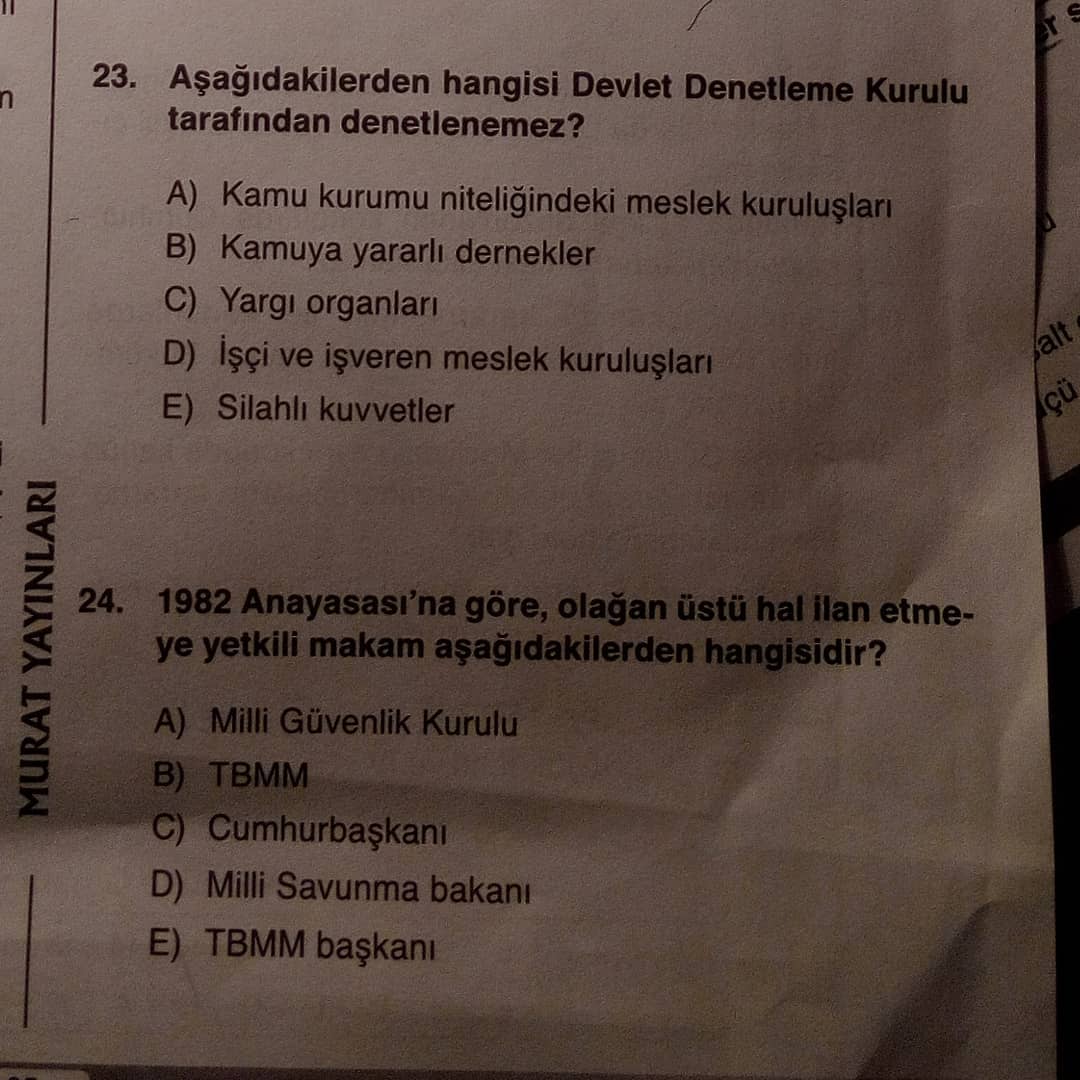 23. Aşağıdakilerden hangisi Devlet Denetleme Kurulu
tarafından denetlenemez?
A) Kamu kurumu niteliğindeki meslek kuruluşları
B) Kamuya yararlı dernekler
C) Yargı organları
D) İşçi ve işveren meslek kuruluşları
E) Silahlı kuvvetler
24. 1982 Anayasası'na göre, olağan üstü hal ilan etme-
ye yetkili makam aşağıdakilerden hangisidir?
A) Milli Güvenlik Kurulu
B) TBMM
C) Cumhurbaşkanı
D) Milli Savunma bakanı
E) TBMM başkanı
MURAT YAYINLARI